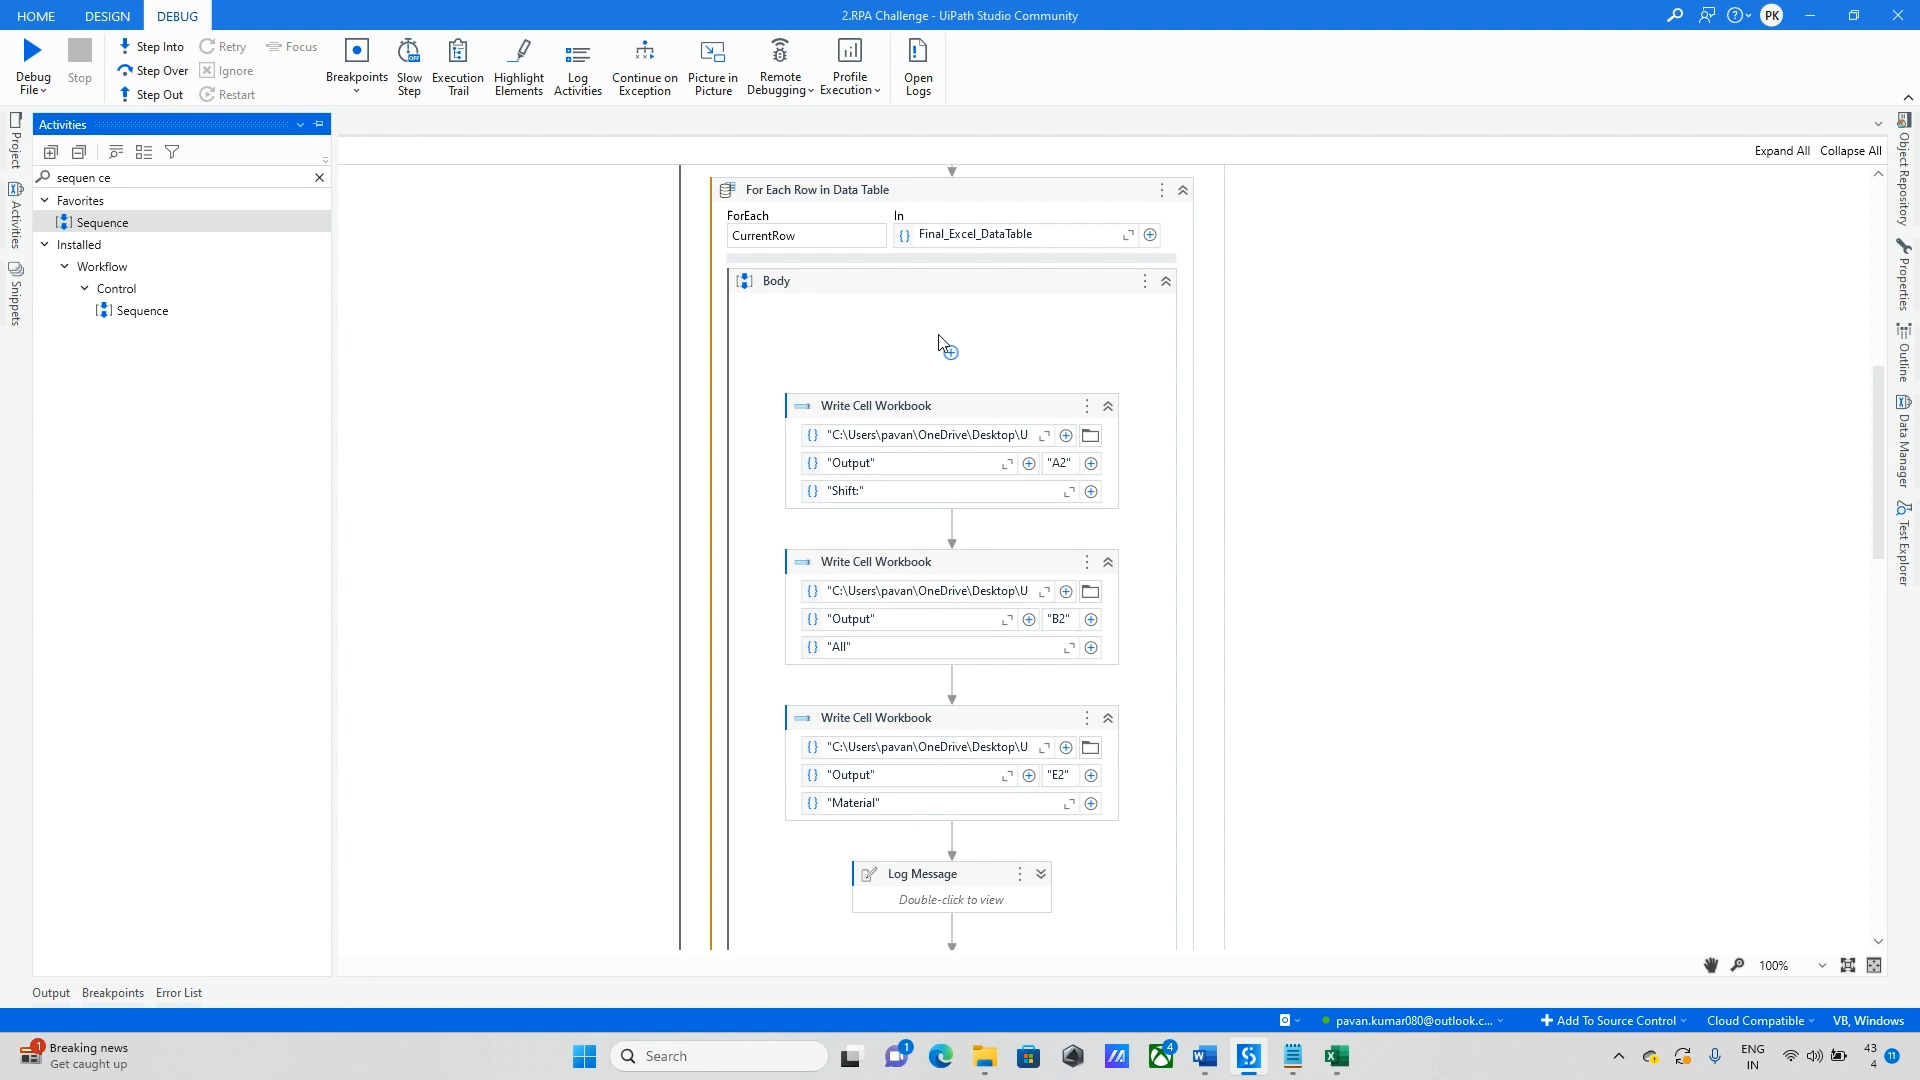 HOME DESIGN DEBUG
2.RPA Challenge - UiPath Studio Community
PK
Debug File
Stop
Step Into
Step Over
Step Out
Retry
Ignore
Restart
Focus
Breakpoints
Slow Step
Execution Trail
Highlight Elements
Log Activities
Continue on Exception
Picture in Picture
Remote Debugging
Profile Execution
Open Logs
Project
Activities
Snippets
Activities
sequen ce
Favorites
Sequence
Installed
Workflow
Control
Sequence
Expand All Collapse All
For Each Row in Data Table
ForEach In
CurrentRow Final_Excel_DataTable
Body
Write Cell Workbook
"C:\Users\pavan\OneDrive\Desktop\U
"Output" "A2"
"Shift:"
Write Cell Workbook
"C:\Users\pavan\OneDrive\Desktop\U
"Output" "B2"
"All"
Write Cell Workbook
"C:\Users\pavan\OneDrive\Desktop\U
"Output" "E2"
"Material"
Log Message
Double-click to view
Object Repository
Properties
Outline
Data Manager
Test Explorer
100%
Output Breakpoints Error List
pavan.kumar080@outlook.c... Add To Source Control Cloud Compatible VB, Windows
1
Breaking news
Get caught up
Search
1
4
ENG
IN
43
4
11